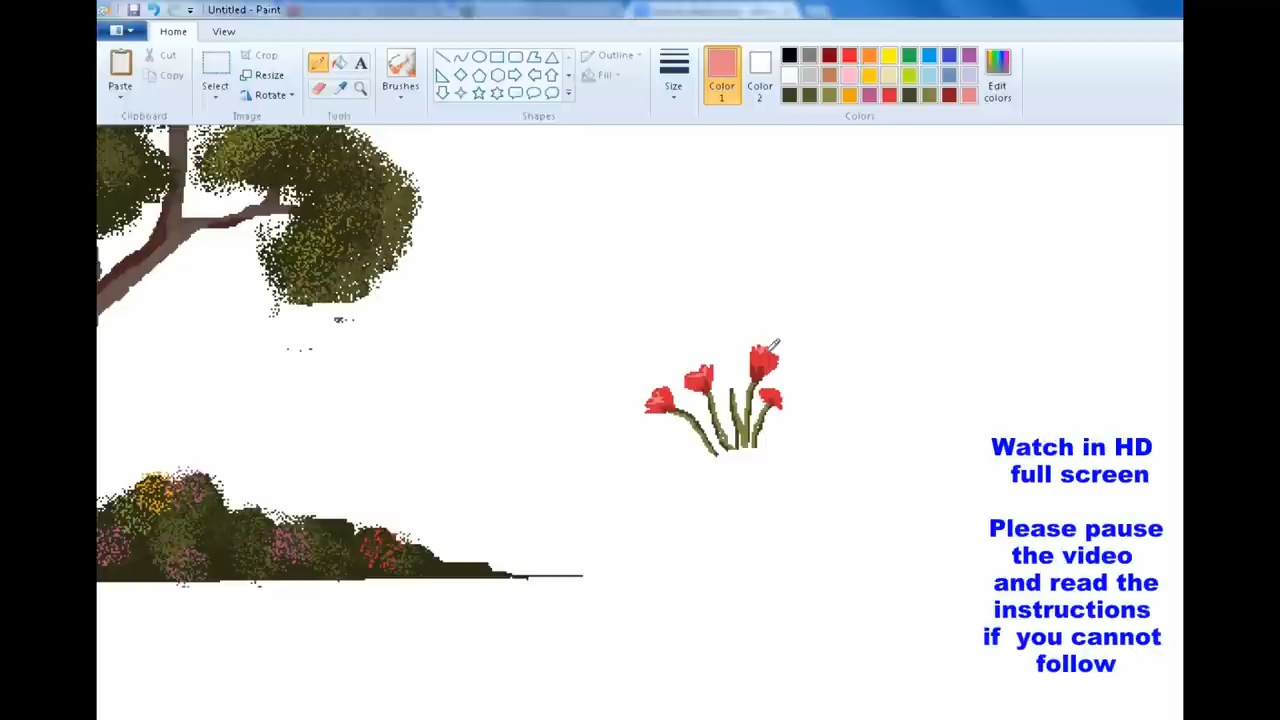 Untitled - Paint
Home View
Paste
Cut
Copy
Clipboard
Select
Crop
Resize
Rotate
Image
A
Tools
Brushes
Shapes
Outline
Fill
Size
Color
1
Color
2
Edit
colors
Colors
Watch in HD
full screen
Please pause
the video
and read the
instructions
if you cannot
follow